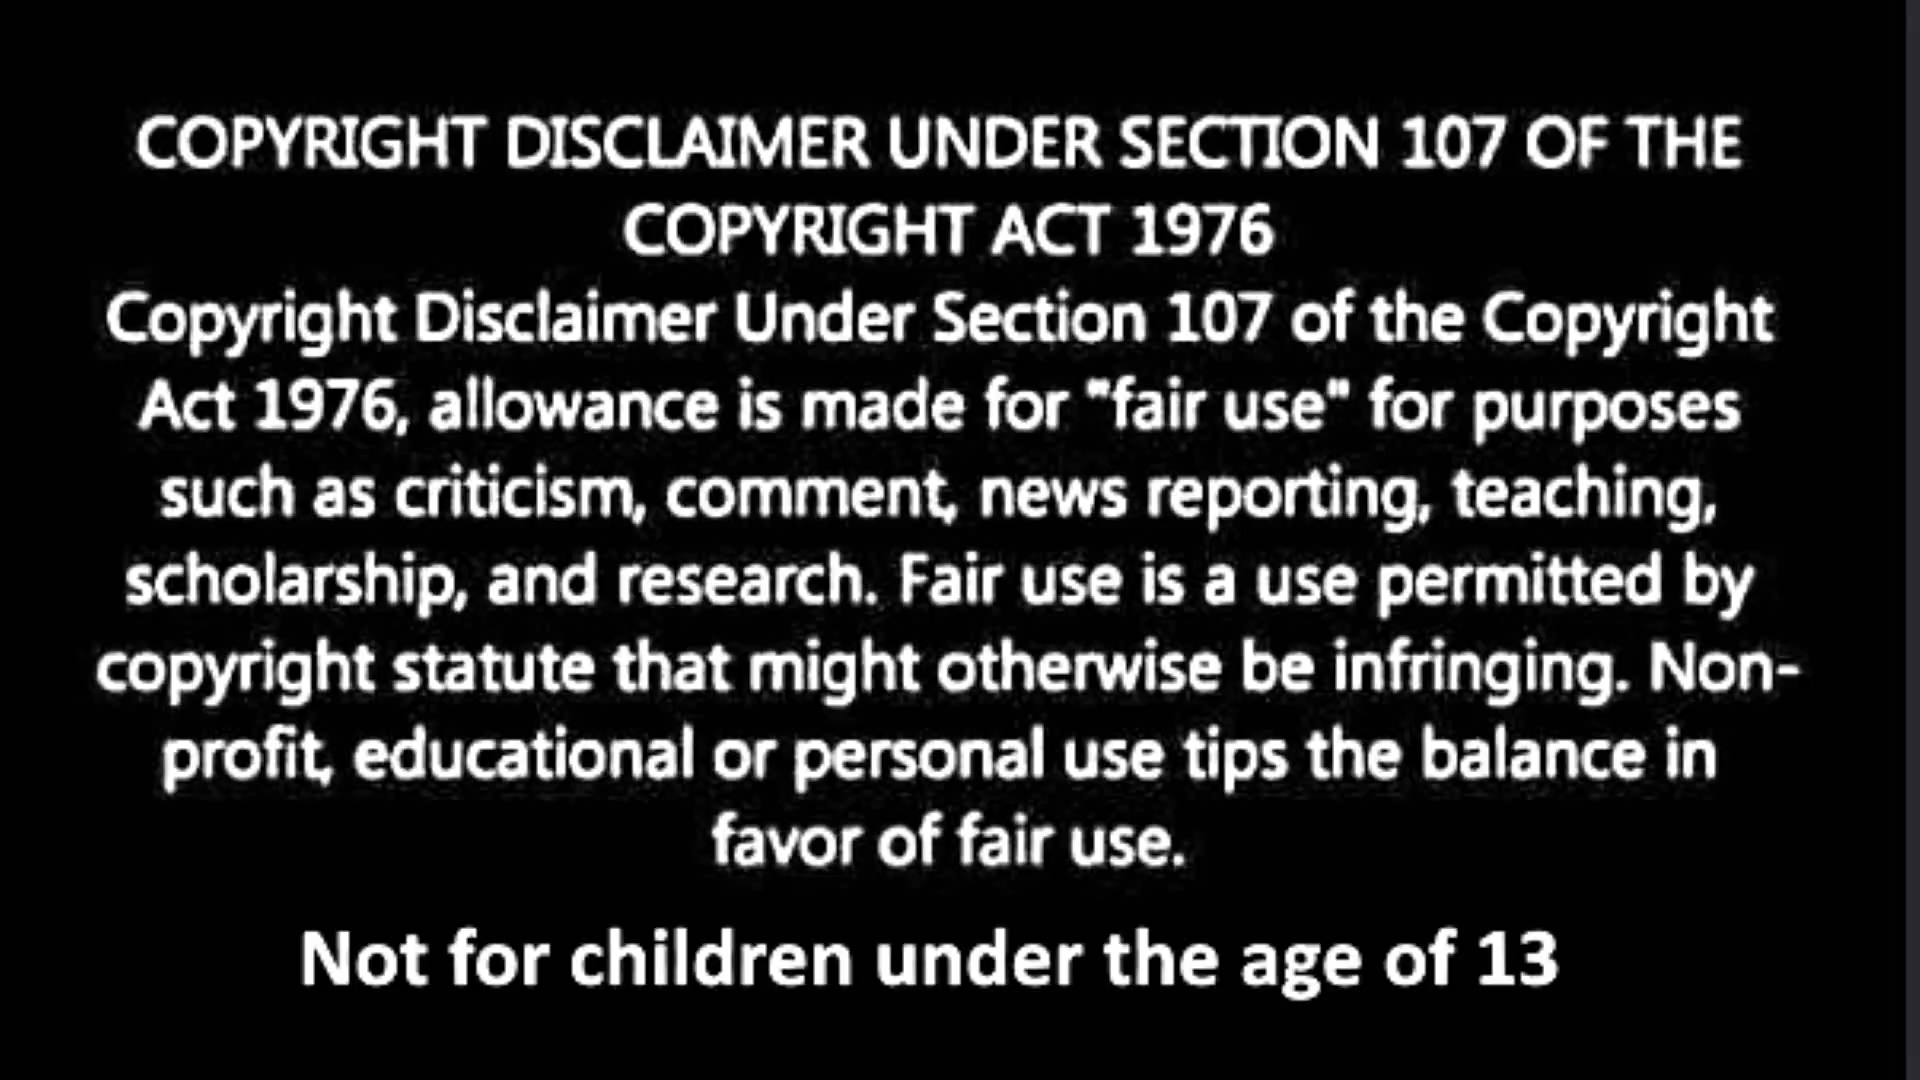 COPYRIGHT DISCLAIMER UNDER SECTION 107 OF THE
COPYRIGHT ACT 1976
Copyright Disclaimer Under Section 107 of the Copyright
Act 1976, allowance is made for "fair use" for purposes
such as criticism, comment, news reporting, teaching,
scholarship, and research. Fair use is a use permitted by
copyright statute that might otherwise be infringing. Non-
profit, educational or personal use tips the balance in
favor of fair use.
Not for children under the age of 13